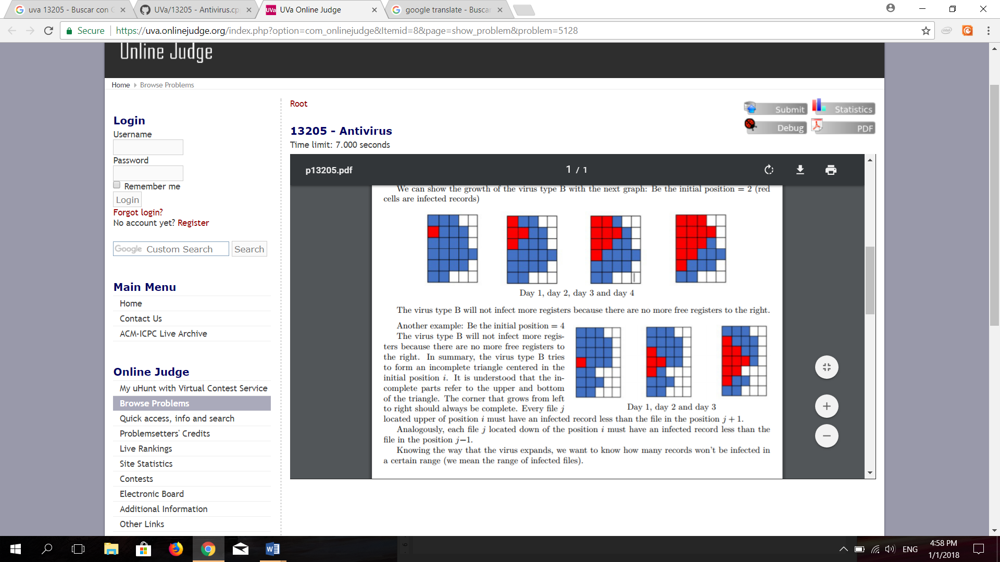 uva 13205 - Buscar con
UVa/13205 - Antivirus.cp
UVa Online Judge
google translate - Buscar
Secure
https://uva.onlinejudge.org/index.php?option=com_onlinejudge&Itemid=8&page=show_problem&problem=5128
Online Judge
Home
Browse Problems
Login
Username
Password
Remember me
Login
Forgot login?
No account yet? Register
Google Custom Search
Search
Main Menu
Home
Contact Us
ACM-ICPC Live Archive
Online Judge
My uHunt with Virtual Contest Service
Browse Problems
Quick access, info and search
Problemsetters' Credits
Live Rankings
Site Statistics
Contests
Electronic Board
Additional Information
Other Links
Root
Submit
Statistics
Debug
PDF
13205 - Antivirus
Time limit: 7.000 seconds
p13205.pdf
1 / 1
We can show the growth of the virus type B with the next graph: Be the initial position = 2 (red
cells are infected records)
Day 1, day 2, day 3 and day 4
The virus type B will not infect more registers because there are no more free registers to the right.
Another example: Be the initial position = 4
The virus type B will not infect more regis-
ters because there are no more free registers to
the right. In summary, the virus type B tries
to form an incomplete triangle centered in the
initial position i. It is understood that the in-
complete parts refer to the upper and bottom
of the triangle. The corner that grows from left
to right should always be complete. Every file j
Day 1, day 2 and day 3
located upper of position i must have an infected record less than the file in the position j + 1.
Analogously, each file j located down of the position i must have an infected record less than the
file in the position j−1.
Knowing the way that the virus expands, we want to know how many records won't be infected in
a certain range (we mean the range of infected files).
ENG
4:58 PM
1/1/2018